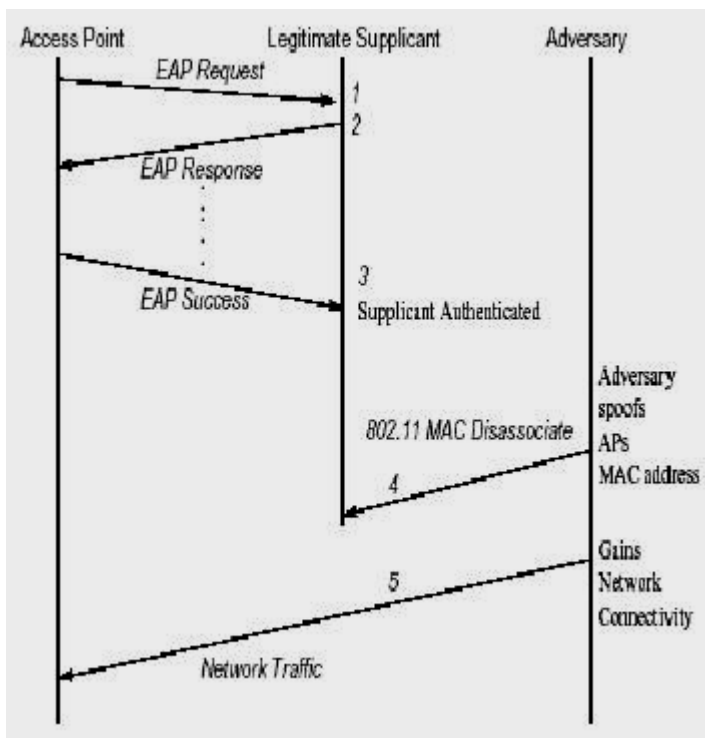 Access Point
Legitimate Supplicant
Adversary
EAP Request
1
2
EAP Response
3
EAP Success
Supplicant Authenticated
Adversary
spoofs
APs
MAC address
802.11 MAC Disassociate
4
Gains
Network
Connectivity
5
Network Traffic